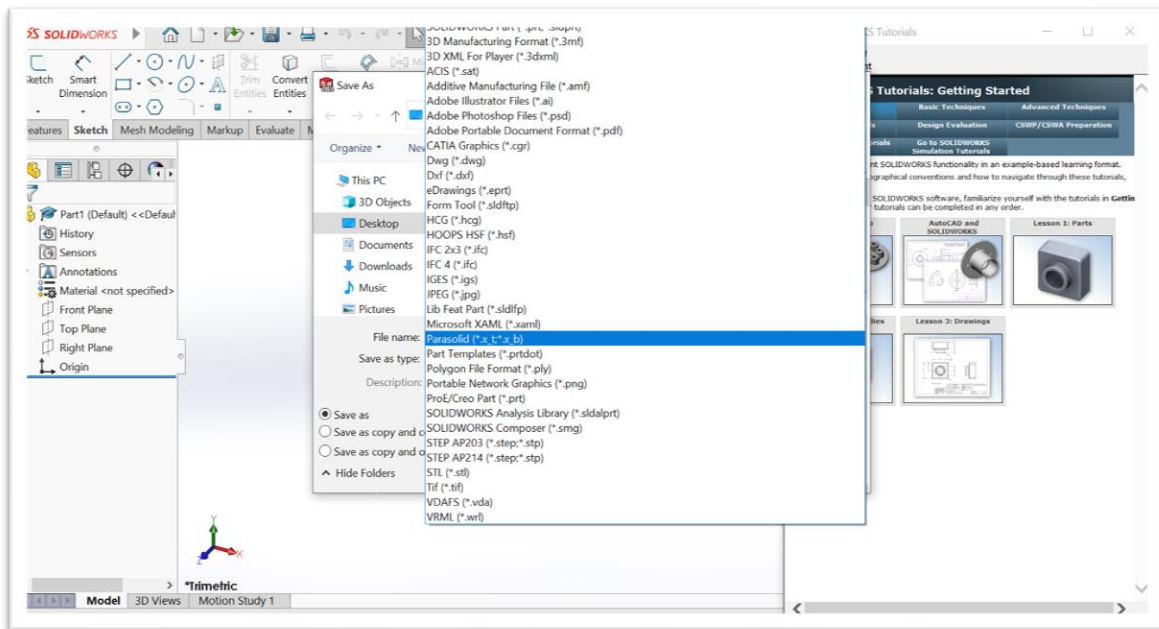 SOLIDWORKS
Sketch
Smart Dimension
Trim Entities
Convert Entities
Features Sketch Mesh Modeling Markup Evaluate
Part1 (Default) <<Defaul
History
Sensors
Annotations
Material <not specified>
Front Plane
Top Plane
Right Plane
Origin
Save As
Organize
This PC
3D Objects
Desktop
Documents
Downloads
Music
Pictures
File name:
Save as type:
Description:
Save as
Save as copy and c
Save as copy and o
Hide Folders
SOLIDWORKS Part (*.prt;*.sldprt)
3D Manufacturing Format (*.3mf)
3D XML For Player (*.3dxml)
ACIS (*.sat)
Additive Manufacturing File (*.amf)
Adobe Illustrator Files (*.ai)
Adobe Photoshop Files (*.psd)
Adobe Portable Document Format (*.pdf)
CATIA Graphics (*.cgr)
Dwg (*.dwg)
Dxf (*.dxf)
eDrawings (*.eprt)
Form Tool (*.sldftp)
HCG (*.hcg)
HOOPS HSF (*.hsf)
IFC 2x3 (*.ifc)
IFC 4 (*.ifc)
IGES (*.igs)
JPEG (*.jpg)
Lib Feat Part (*.sldlfp)
Microsoft XAML (*.xaml)
Parasolid (*.x_t;*.x_b)
Part Templates (*.prtdot)
Polygon File Format (*.ply)
Portable Network Graphics (*.png)
ProE/Creo Part (*.prt)
SOLIDWORKS Analysis Library (*.sldalprt)
SOLIDWORKS Composer (*.smg)
STEP AP203 (*.step;*.stp)
STEP AP214 (*.step;*.stp)
STL (*.stl)
Tif (*.tif)
VDAFS (*.vda)
VRML (*.wrl)
S Tutorials
S Tutorials: Getting Started
Basic Techniques Advanced Techniques
Design Evaluation CSWP/CSWA Preparation
Go to SOLIDWORKS
Simulation Tutorials
nt SOLIDWORKS functionality in an example-based learning format.
ographical conventions and how to navigate through these tutorials,
SOLIDWORKS software, familiarize yourself with the tutorials in Gettin
tutorials can be completed in any order.
AutoCAD and
SOLIDWORKS
Lesson 1: Parts
Lesson 3: Drawings
Y
X
Z
*Trimetric
Model 3D Views Motion Study 1